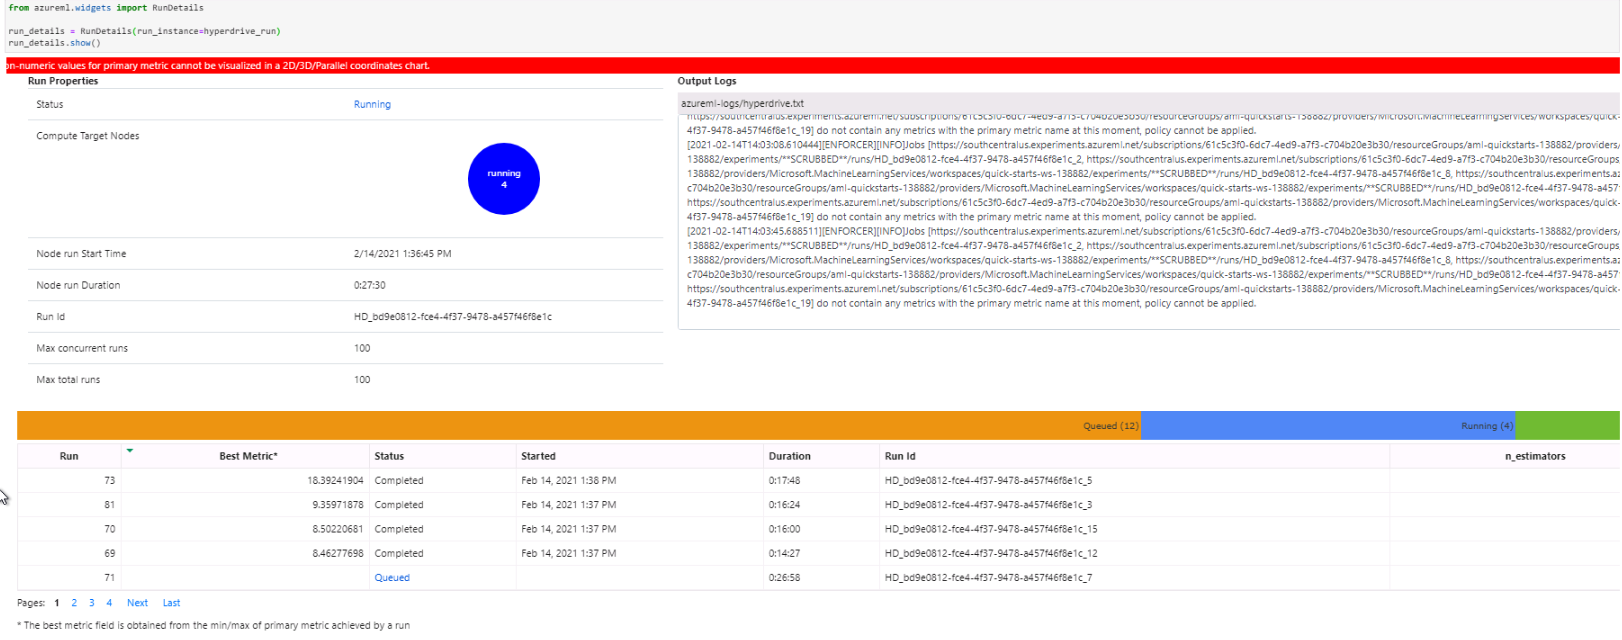 from azureml.widgets import RunDetails
run_details = RunDetails(run_instance=hyperdrive_run)
run_details.show()
on-numeric values for primary metric cannot be visualized in a 2D/3D/Parallel coordinates chart.
Run Properties
Status Running
Compute Target Nodes
running
4
Node run Start Time 2/14/2021 1:36:45 PM
Node run Duration 0:27:30
Run Id HD_bd9e0812-fce4-4f37-9478-a457f46f8e1c
Max concurrent runs 100
Max total runs 100
Output Logs
azureml-logs/hyperdrive.txt
https://southcentralus.experiments.azureml.net/subscriptions/61c5c3f0-6dc7-4ed9-a7f3-c704b20e3b30/resourceGroups/aml-quickstarts-138882/providers/Microsoft.MachineLearningServices/workspaces/quick-
4f37-9478-a457f46f8e1c_19] do not contain any metrics with the primary metric name at this moment, policy cannot be applied.
[2021-02-14T14:03:08.610444][ENFORCER][INFO]Jobs [https://southcentralus.experiments.azureml.net/subscriptions/61c5c3f0-6dc7-4ed9-a7f3-c704b20e3b30/resourceGroups/aml-quickstarts-138882/providers/
138882/experiments/**SCRUBBED**/runs/HD_bd9e0812-fce4-4f37-9478-a457f46f8e1c_2, https://southcentralus.experiments.azureml.net/subscriptions/61c5c3f0-6dc7-4ed9-a7f3-c704b20e3b30/resourceGroups
138882/providers/Microsoft.MachineLearningServices/workspaces/quick-starts-ws-138882/experiments/**SCRUBBED**/runs/HD_bd9e0812-fce4-4f37-9478-a457f46f8e1c_8, https://southcentralus.experiments.az
c704b20e3b30/resourceGroups/aml-quickstarts-138882/providers/Microsoft.MachineLearningServices/workspaces/quick-starts-ws-138882/experiments/**SCRUBBED**/runs/HD_bd9e0812-fce4-4f37-9478-a457
https://southcentralus.experiments.azureml.net/subscriptions/61c5c3f0-6dc7-4ed9-a7f3-c704b20e3b30/resourceGroups/aml-quickstarts-138882/providers/Microsoft.MachineLearningServices/workspaces/quick-
4f37-9478-a457f46f8e1c_19] do not contain any metrics with the primary metric name at this moment, policy cannot be applied.
[2021-02-14T14:03:45.688511][ENFORCER][INFO]Jobs [https://southcentralus.experiments.azureml.net/subscriptions/61c5c3f0-6dc7-4ed9-a7f3-c704b20e3b30/resourceGroups/aml-quickstarts-138882/providers/
138882/experiments/**SCRUBBED**/runs/HD_bd9e0812-fce4-4f37-9478-a457f46f8e1c_2, https://southcentralus.experiments.azureml.net/subscriptions/61c5c3f0-6dc7-4ed9-a7f3-c704b20e3b30/resourceGroups
138882/providers/Microsoft.MachineLearningServices/workspaces/quick-starts-ws-138882/experiments/**SCRUBBED**/runs/HD_bd9e0812-fce4-4f37-9478-a457f46f8e1c_8, https://southcentralus.experiments.az
c704b20e3b30/resourceGroups/aml-quickstarts-138882/providers/Microsoft.MachineLearningServices/workspaces/quick-starts-ws-138882/experiments/**SCRUBBED**/runs/HD_bd9e0812-fce4-4f37-9478-a457
https://southcentralus.experiments.azureml.net/subscriptions/61c5c3f0-6dc7-4ed9-a7f3-c704b20e3b30/resourceGroups/aml-quickstarts-138882/providers/Microsoft.MachineLearningServices/workspaces/quick-
4f37-9478-a457f46f8e1c_19] do not contain any metrics with the primary metric name at this moment, policy cannot be applied.
Queued (12) Running (4)
Run Best Metric* Status Started Duration Run Id n_estimators
73 18.39241904 Completed Feb 14, 2021 1:38 PM 0:17:48 HD_bd9e0812-fce4-4f37-9478-a457f46f8e1c_5
81 9.35971878 Completed Feb 14, 2021 1:37 PM 0:16:24 HD_bd9e0812-fce4-4f37-9478-a457f46f8e1c_3
70 8.50220681 Completed Feb 14, 2021 1:37 PM 0:16:00 HD_bd9e0812-fce4-4f37-9478-a457f46f8e1c_15
69 8.46277698 Completed Feb 14, 2021 1:37 PM 0:14:27 HD_bd9e0812-fce4-4f37-9478-a457f46f8e1c_12
71 Queued 0:26:58 HD_bd9e0812-fce4-4f37-9478-a457f46f8e1c_7
Pages: 1 2 3 4 Next Last
* The best metric field is obtained from the min/max of primary metric achieved by a run